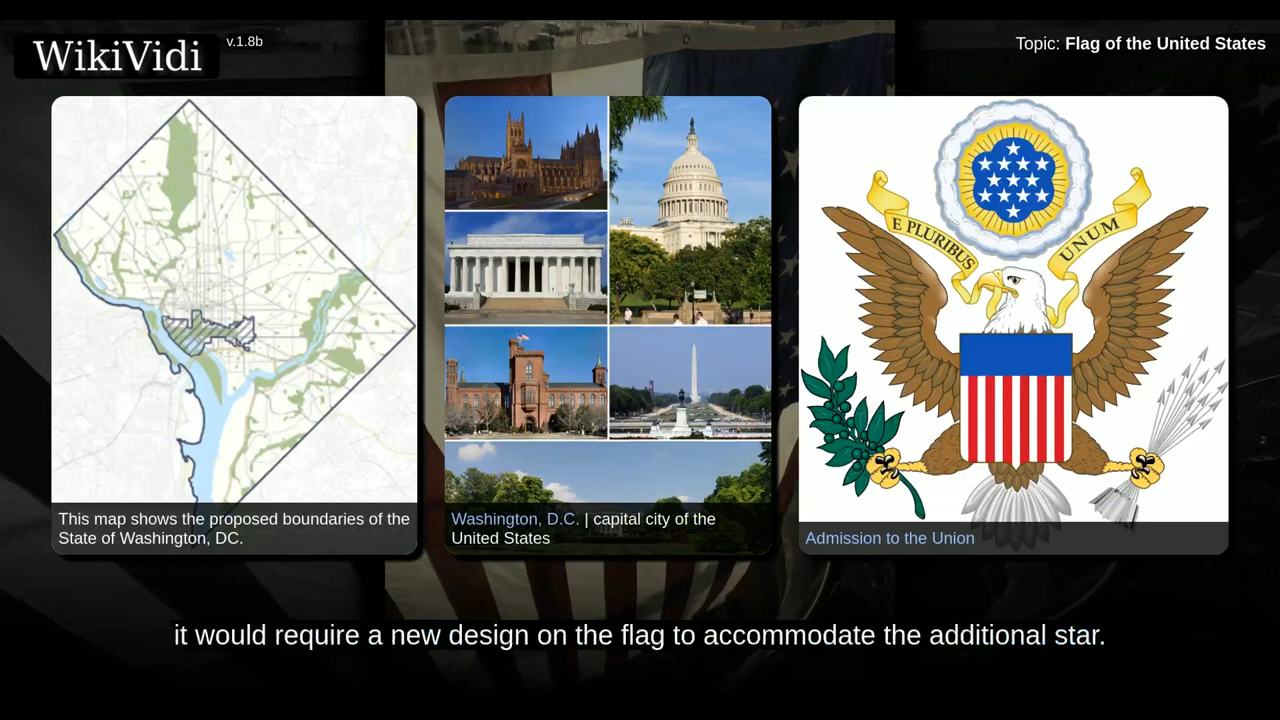 WikiVidi
v.1.8b
Topic: Flag of the United States
E PLURIBUS
UNUM
This map shows the proposed boundaries of the
State of Washington, DC.
Washington, D.C. | capital city of the
United States
Admission to the Union
it would require a new design on the flag to accommodate the additional star.